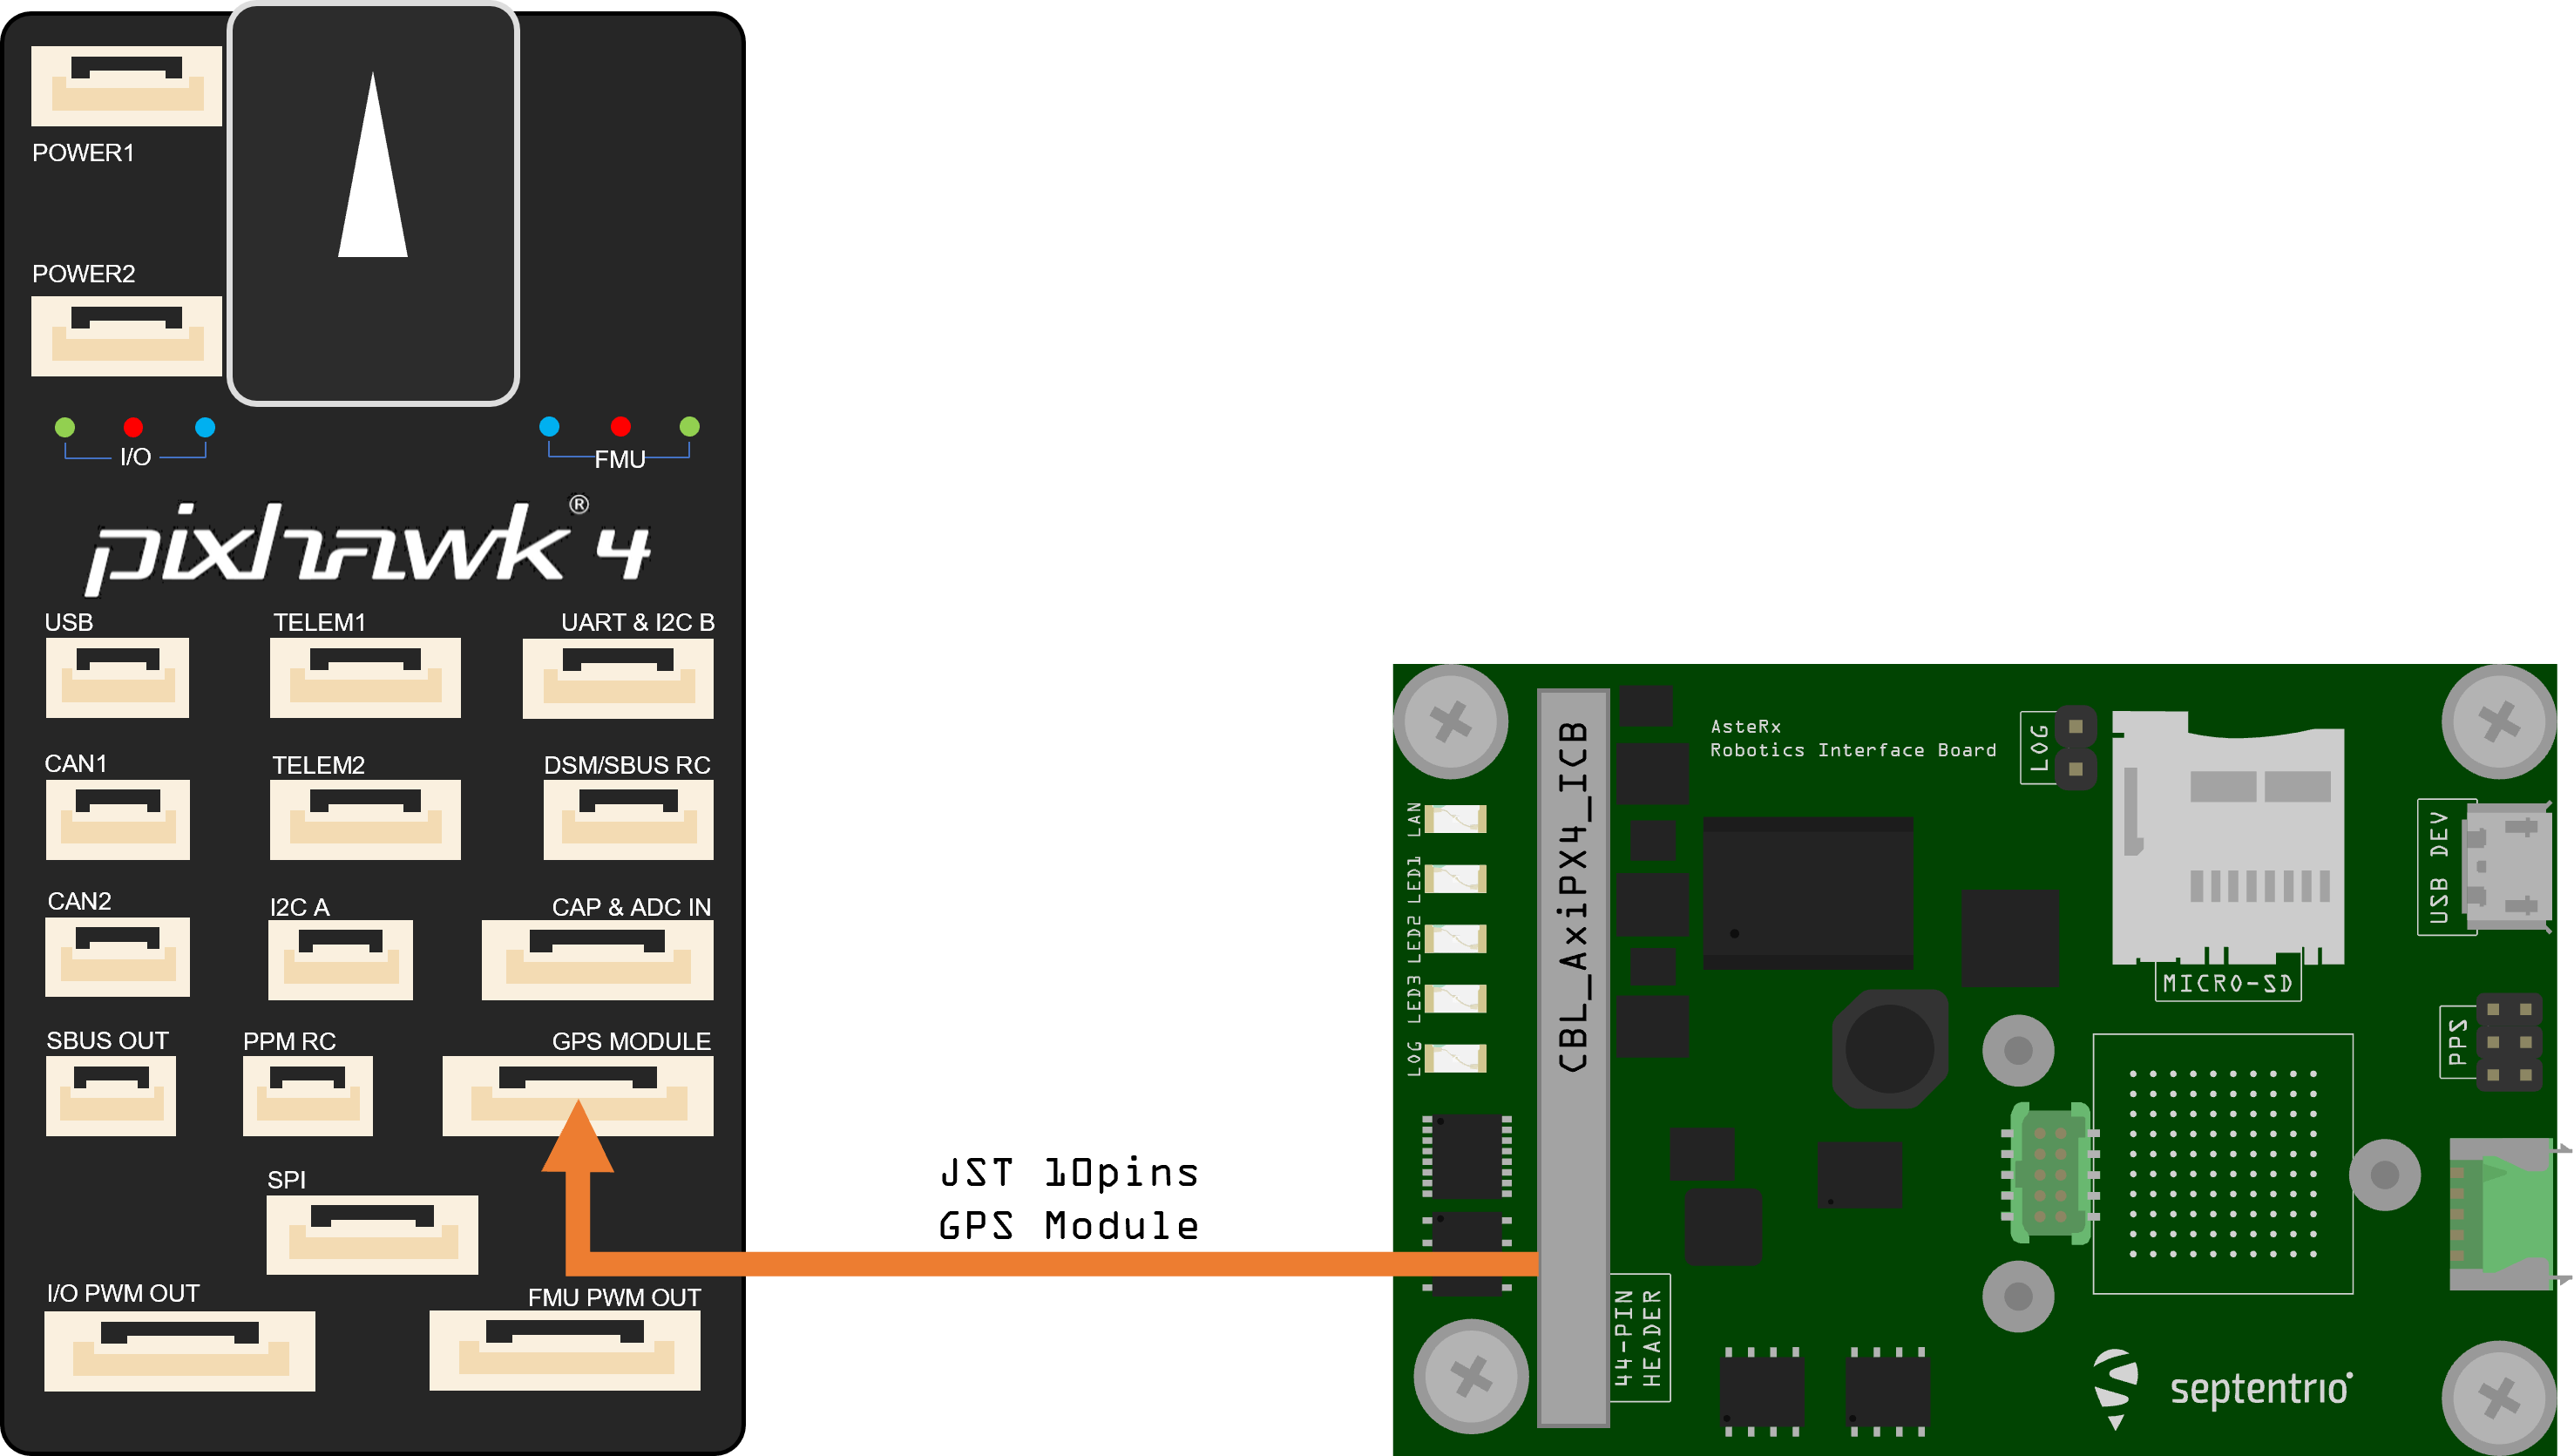 POWER1
POWER2
I/O
FMU
pixhawk® 4
USB
TELEM1
UART & I2C B
CAN1
TELEM2
DSM/SBUS RC
CAN2
I2C A
CAP & ADC IN
SBUS OUT
PPM RC
GPS MODULE
SPI
I/O PWM OUT
FMU PWM OUT
JST 10pins
GPS Module
LAN
LED1
LED2
LED3
LOG
CBL_AxiPX4_ICB
44-PIN
HEADER
AsteRx
Robotics Interface Board
LOG
MICRO-SD
USB DEV
PPS
septentrio